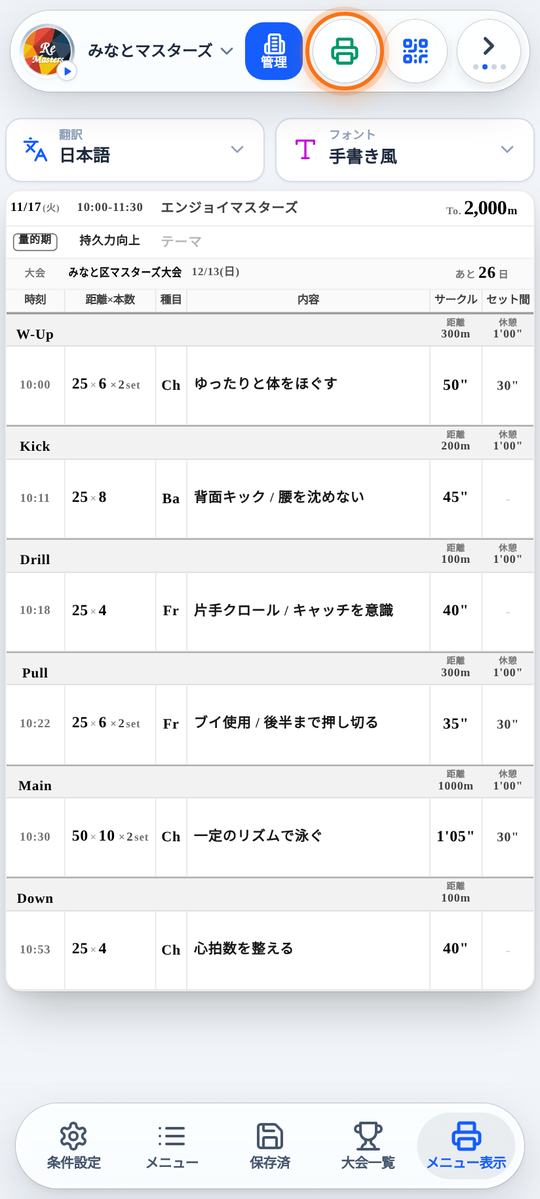 Re
Masters
みなとマスターズ
管理
翻訳
日本語
フォント
手書き風
11/17(火) 10:00-11:30 エンジョイマスターズ To. 2,000m
量的期 持久力向上 テーマ
大会 みなと区マスターズ大会 12/13(日) あと 26 日
時刻 距離×本数 種目 内容 サークル セット間
W-Up 距離 300m 休憩 1'00"
10:00 25×6×2set Ch ゆったりと体をほぐす 50" 30"
Kick 距離 200m 休憩 1'00"
10:11 25×8 Ba 背面キック / 腰を沈めない 45" -
Drill 距離 100m 休憩 1'00"
10:18 25×4 Fr 片手クロール / キャッチを意識 40" -
Pull 距離 300m 休憩 1'00"
10:22 25×6×2set Fr ブイ使用 / 後半まで押し切る 35" 30"
Main 距離 1000m 休憩 1'00"
10:30 50×10×2set Ch 一定のリズムで泳ぐ 1'05" 30"
Down 距離 100m
10:53 25×4 Ch 心拍数を整える 40" -
条件設定 メニュー 保存済 大会一覧 メニュー表示